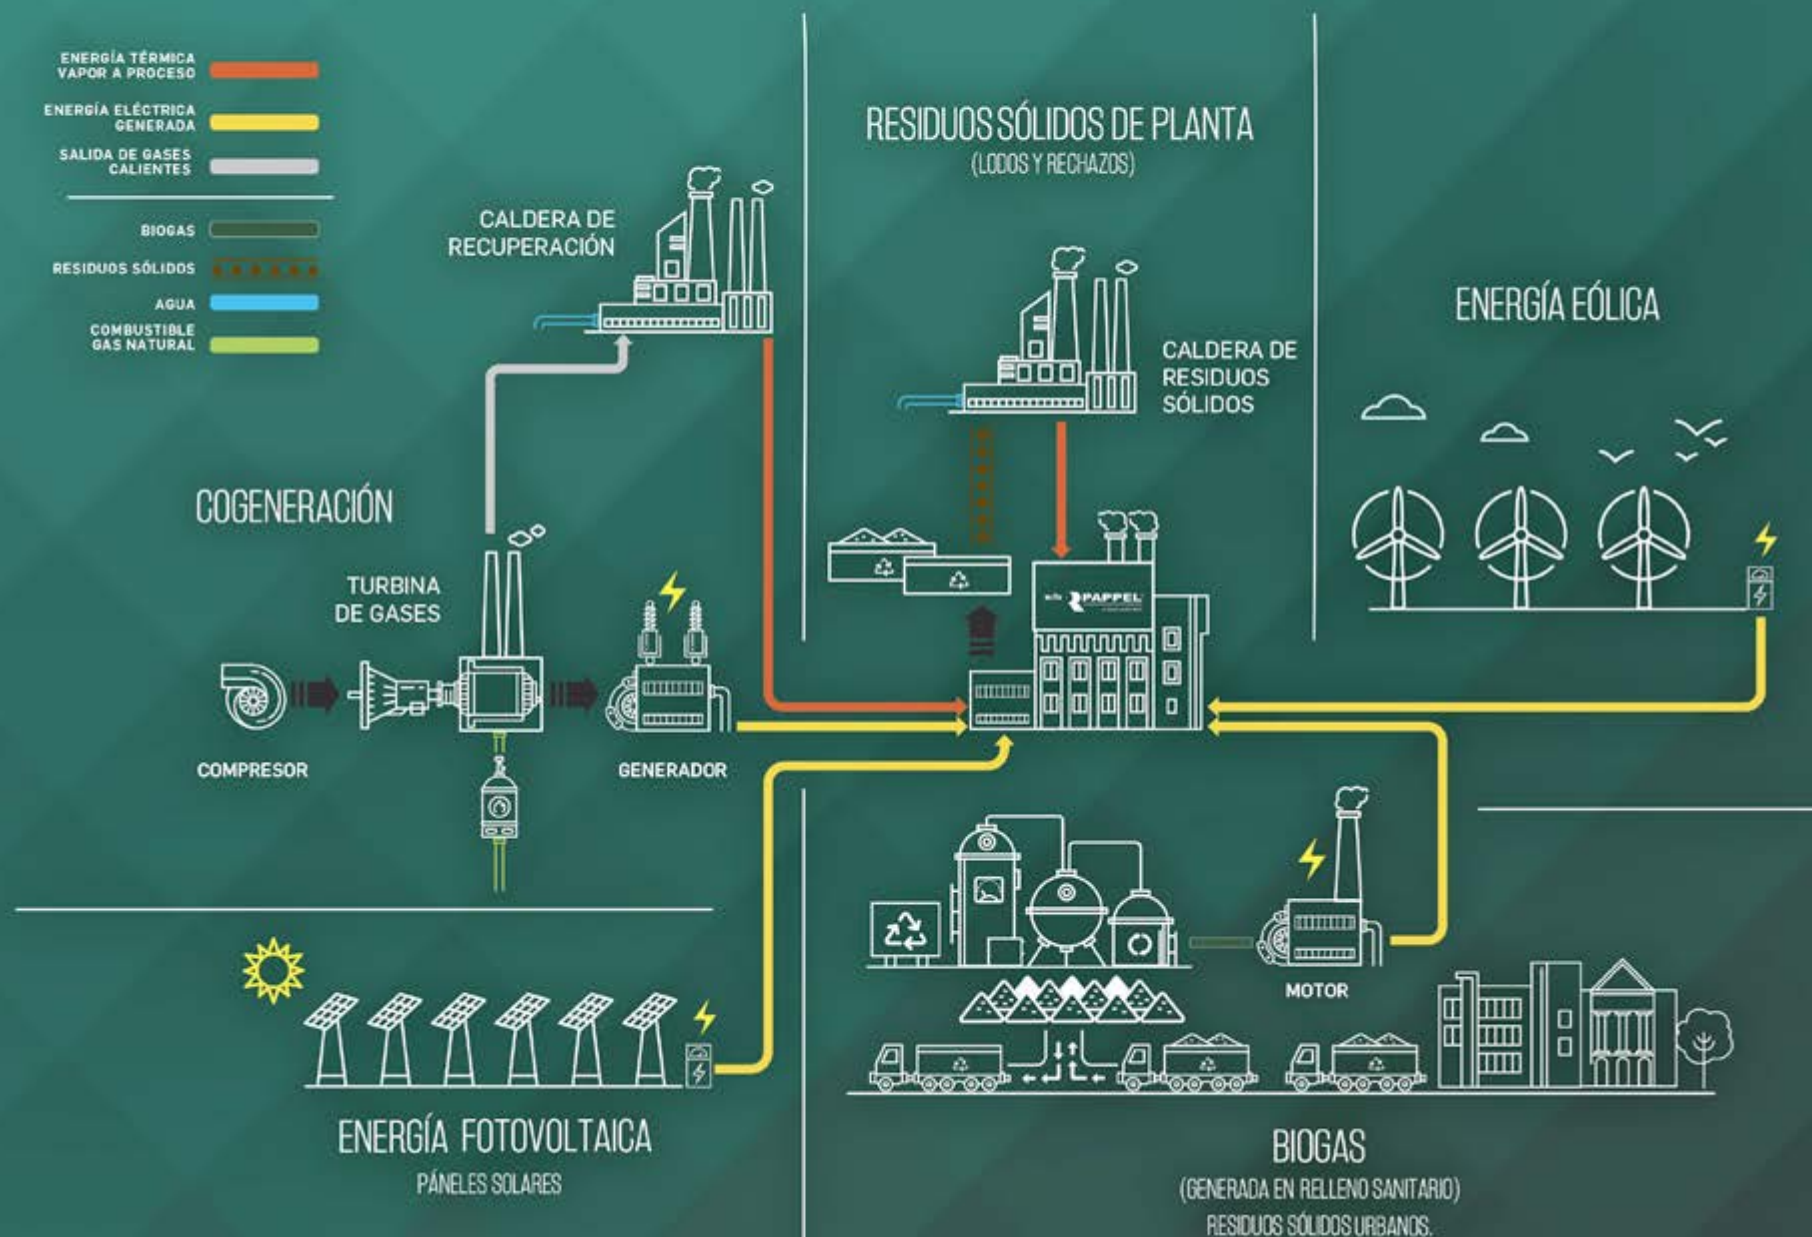 ENERGÍA TÉRMICA
VAPOR A PROCESO
ENERGÍA ELÉCTRICA
GENERADA
SALIDA DE GASES
CALIENTES
BIOGAS
RESIDUOS SÓLIDOS
AGUA
COMBUSTIBLE
GAS NATURAL
CALDERA DE
RECUPERACIÓN
COGENERACIÓN
TURBINA
DE GASES
COMPRESOR
GENERADOR
RESIDUOS SÓLIDOS DE PLANTA
(LODOS Y RECHAZOS)
CALDERA DE
RESIDUOS
SÓLIDOS
PAPPEL
ENERGÍA EÓLICA
ENERGÍA FOTOVOLTAICA
PÁNELES SOLARES
MOTOR
BIOGAS
(GENERADA EN RELLENO SANITARIO)
RESIDUOS SÓLIDOS URBANOS.